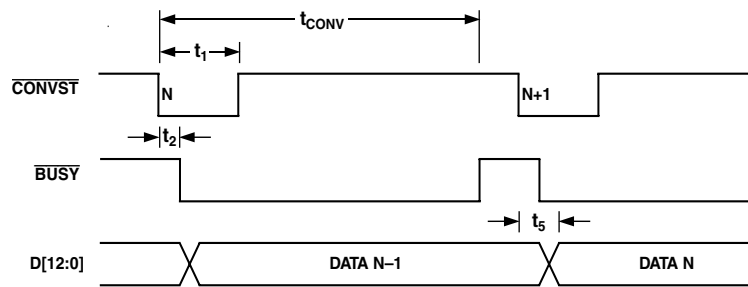 tCONV
t1
CONVST
N
N+1
t2
BUSY
t5
D[12:0]
DATA N–1
DATA N